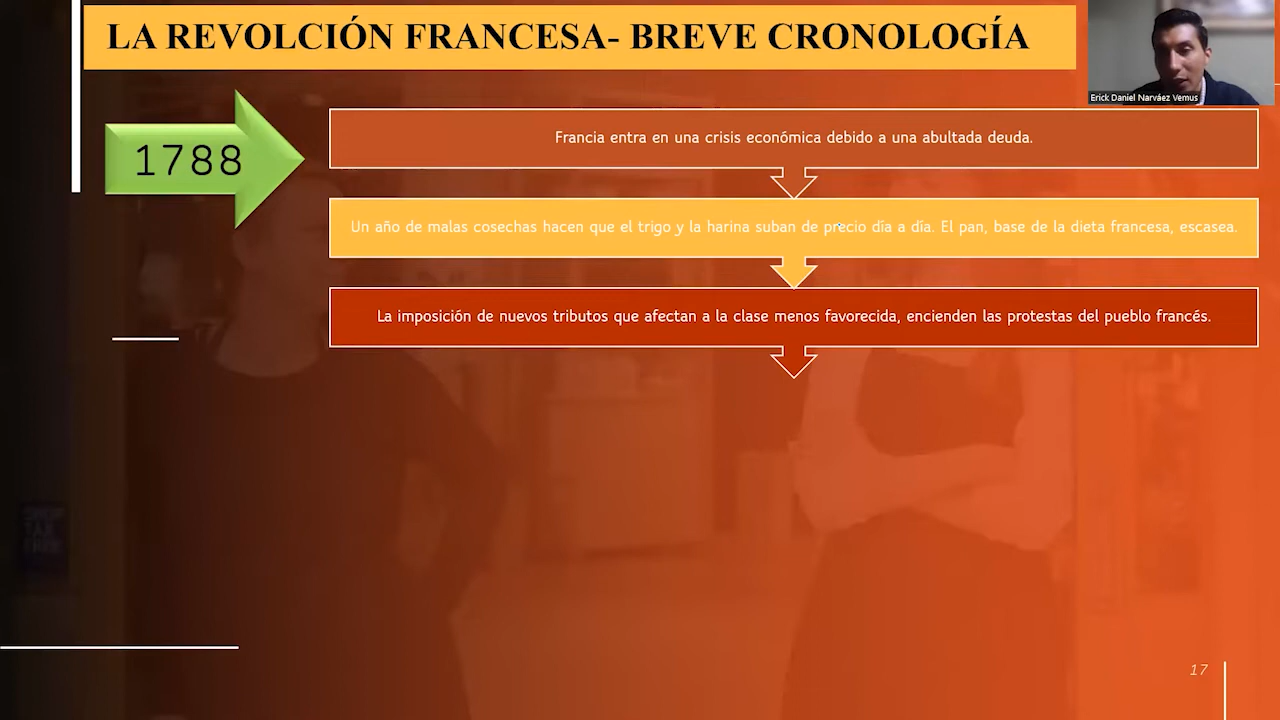 LA REVOLCIÓN FRANCESA- BREVE CRONOLOGÍA
Erick Daniel Narváez Vemus
1788
Francia entra en una crisis económica debido a una abultada deuda.
Un año de malas cosechas hacen que el trigo y la harina suban de precio día a día. El pan, base de la dieta francesa, escasea.
La imposición de nuevos tributos que afectan a la clase menos favorecida, encienden las protestas del pueblo francés.
TAX
FREE
17